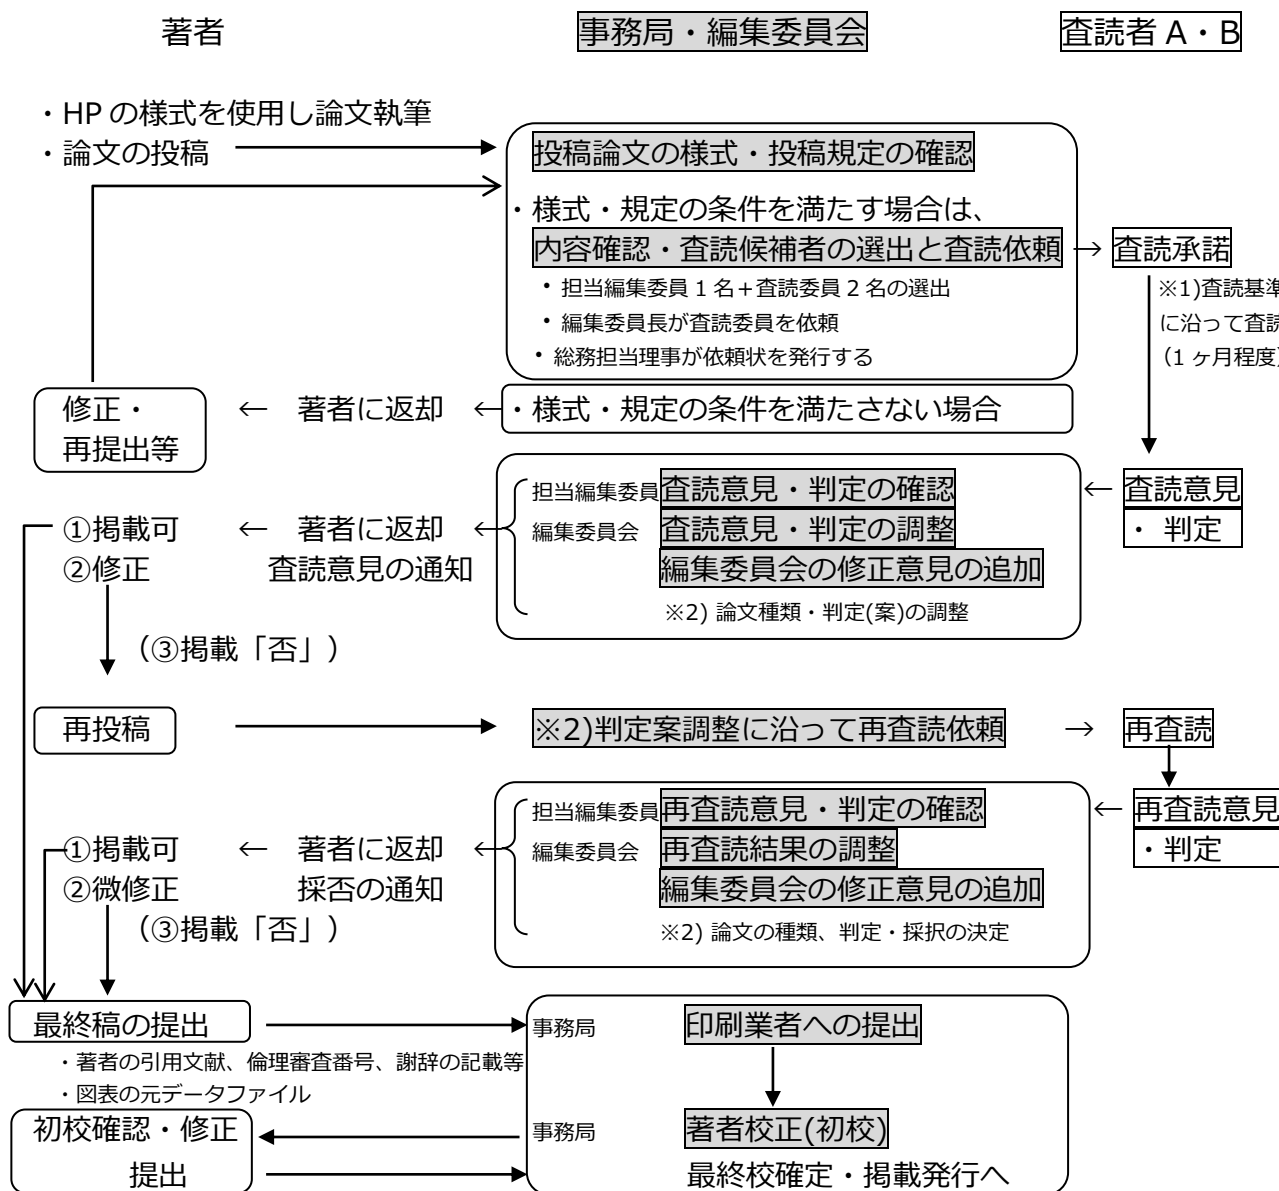 著者
事務局・編集委員会
査読者 A・B
・HP の様式を使用し論文執筆
・論文の投稿
投稿論文の様式・投稿規定の確認
・様式・規定の条件を満たす場合は、
内容確認・査読候補者の選出と査読依頼
→
査読承諾
・担当編集委員 1 名＋査読委員 2 名の選出
・編集委員長が査読委員を依頼
・総務担当理事が依頼状を発行する
※1)査読基準
に沿って査読
（1 ヶ月程度）
修正・
再提出等
← 著者に返却 ←
・様式・規定の条件を満たさない場合
担当編集委員 査読意見・判定の確認
←
査読意見
・ 判定
①掲載可 ← 著者に返却 ←
編集委員会 査読意見・判定の調整
②修正 査読意見の通知
編集委員会の修正意見の追加
※2) 論文種類・判定(案)の調整
（③掲載「否」）
再投稿
※2)判定案調整に沿って再査読依頼
→
再査読
担当編集委員 再査読意見・判定の確認
←
再査読意見
・判定
①掲載可 ← 著者に返却 ←
編集委員会 再査読結果の調整
②微修正 採否の通知
編集委員会の修正意見の追加
（③掲載「否」）
※2) 論文の種類、判定・採択の決定
最終稿の提出
事務局 印刷業者への提出
・著者の引用文献、倫理審査番号、謝辞の記載等
・図表の元データファイル
初校確認・修正
提出
事務局 著者校正(初校)
最終校確定・掲載発行へ